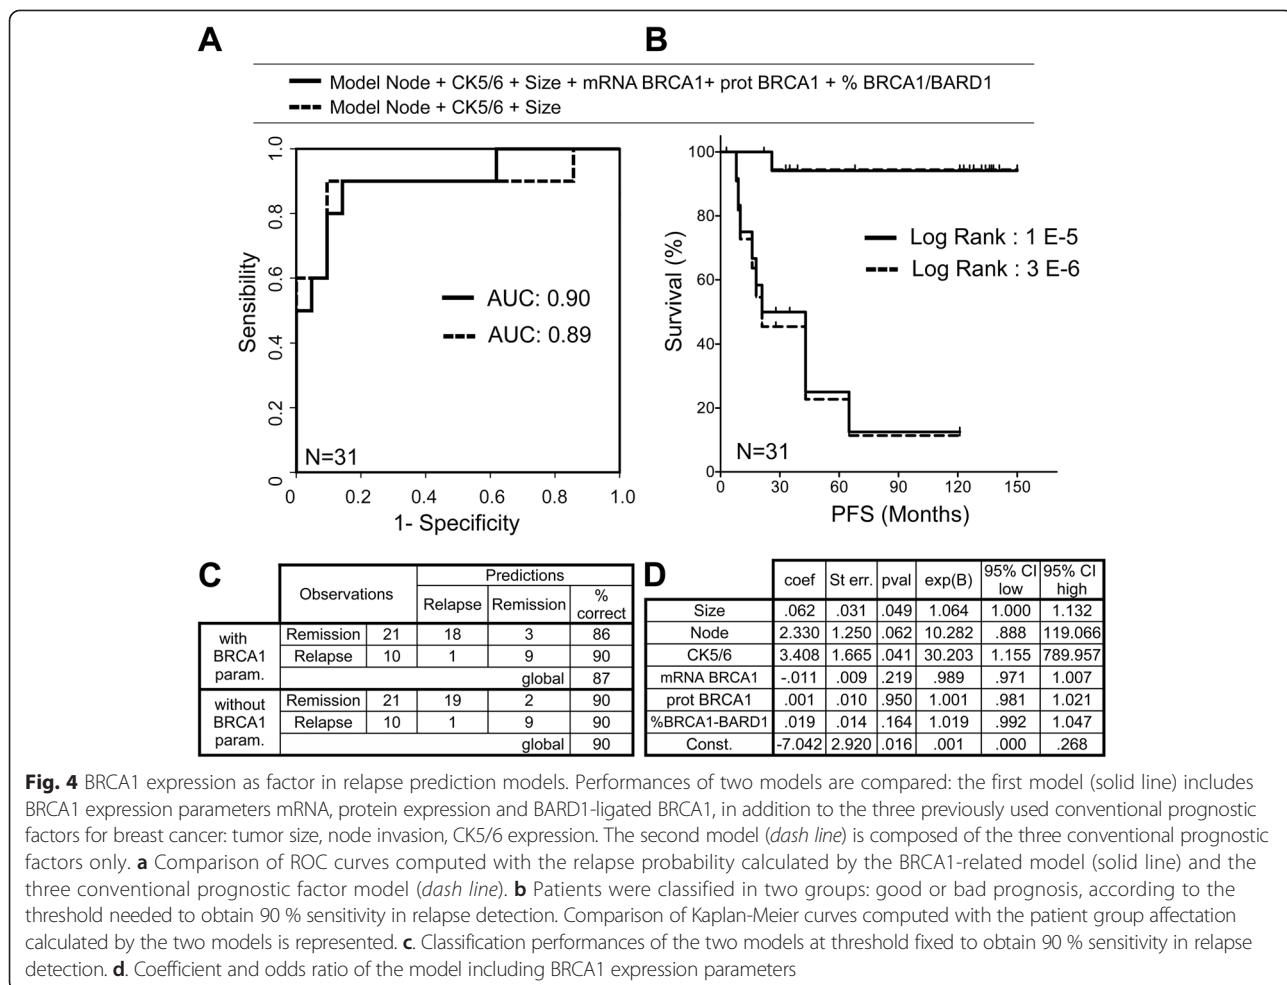 A
B
Model Node + CK5/6 + Size + mRNA BRCA1+ prot BRCA1 + % BRCA1/BARD1
Model Node + CK5/6 + Size
Sensibility
1.0
0.8
0.6
0.4
0.2
0
AUC: 0.90
AUC: 0.89
N=31
0 0.2 0.4 0.6 0.8 1.0
1- Specificity
Survival (%)
100
80
60
40
20
0
Log Rank : 1 E-5
Log Rank : 3 E-6
N=31
0 30 60 90 120 150
PFS (Months)
C
Observations Predictions
Relapse Remission % correct
with BRCA1 param.
Remission 21 18 3 86
Relapse 10 1 9 90
global 87
without BRCA1 param.
Remission 21 19 2 90
Relapse 10 1 9 90
global 90
D
coef St err. pval exp(B) 95% CI low 95% CI high
Size .062 .031 .049 1.064 1.000 1.132
Node 2.330 1.250 .062 10.282 .888 119.066
CK5/6 3.408 1.665 .041 30.203 1.155 789.957
mRNA BRCA1 -.011 .009 .219 .989 .971 1.007
prot BRCA1 .001 .010 .950 1.001 .981 1.021
%BRCA1-BARD1 .019 .014 .164 1.019 .992 1.047
Const. -7.042 2.920 .016 .001 .000 .268
Fig. 4 BRCA1 expression as factor in relapse prediction models. Performances of two models are compared: the first model (solid line) includes
BRCA1 expression parameters mRNA, protein expression and BARD1-ligated BRCA1, in addition to the three previously used conventional prognostic
factors for breast cancer: tumor size, node invasion, CK5/6 expression. The second model (dash line) is composed of the three conventional prognostic
factors only. a Comparison of ROC curves computed with the relapse probability calculated by the BRCA1-related model (solid line) and the
three conventional prognostic factor model (dash line). b Patients were classified in two groups: good or bad prognosis, according to the
threshold needed to obtain 90 % sensitivity in relapse detection. Comparison of Kaplan-Meier curves computed with the patient group affectation
calculated by the two models is represented. c. Classification performances of the two models at threshold fixed to obtain 90 % sensitivity in relapse
detection. d. Coefficient and odds ratio of the model including BRCA1 expression parameters